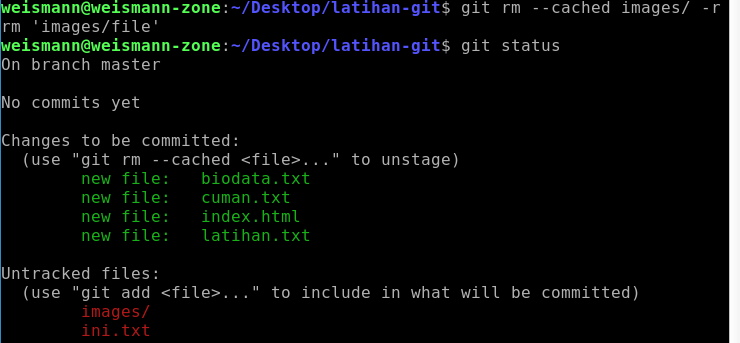 weismann@weismann-zone:~/Desktop/latihan-git$ git rm --cached images/ -r
rm 'images/file'
weismann@weismann-zone:~/Desktop/latihan-git$ git status
On branch master
No commits yet
Changes to be committed:
  (use "git rm --cached <file>..." to unstage)
        new file:   biodata.txt
        new file:   cuman.txt
        new file:   index.html
        new file:   latihan.txt
Untracked files:
  (use "git add <file>..." to include in what will be committed)
        images/
        ini.txt